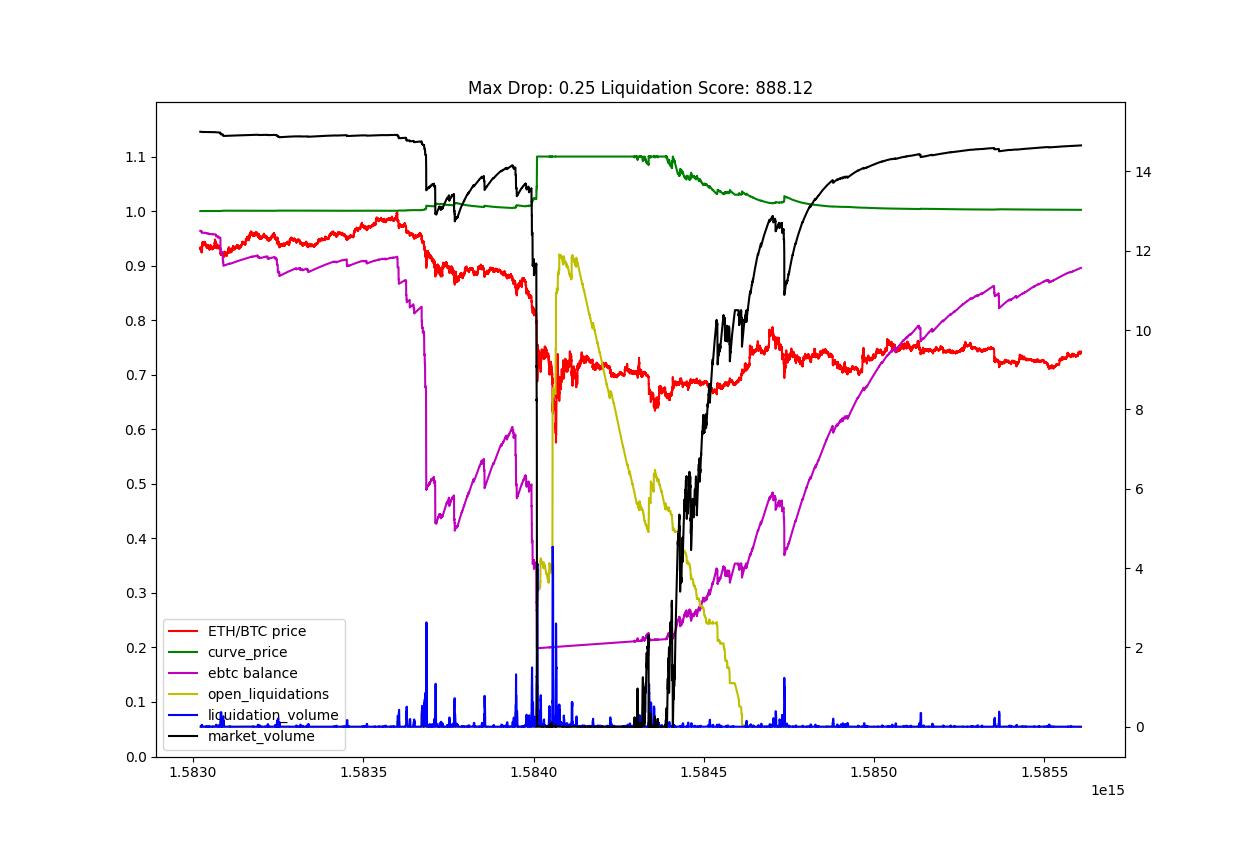 Max Drop: 0.25 Liquidation Score: 888.12
1.1
1.0
0.9
0.8
0.7
0.6
0.5
0.4
0.3
0.2
0.1
0.0
14
12
10
8
6
4
2
0
ETH/BTC price
curve_price
ebtc balance
open_liquidations
liquidation_volume
market_volume
1.5830 1.5835 1.5840 1.5845 1.5850 1.5855
1e15